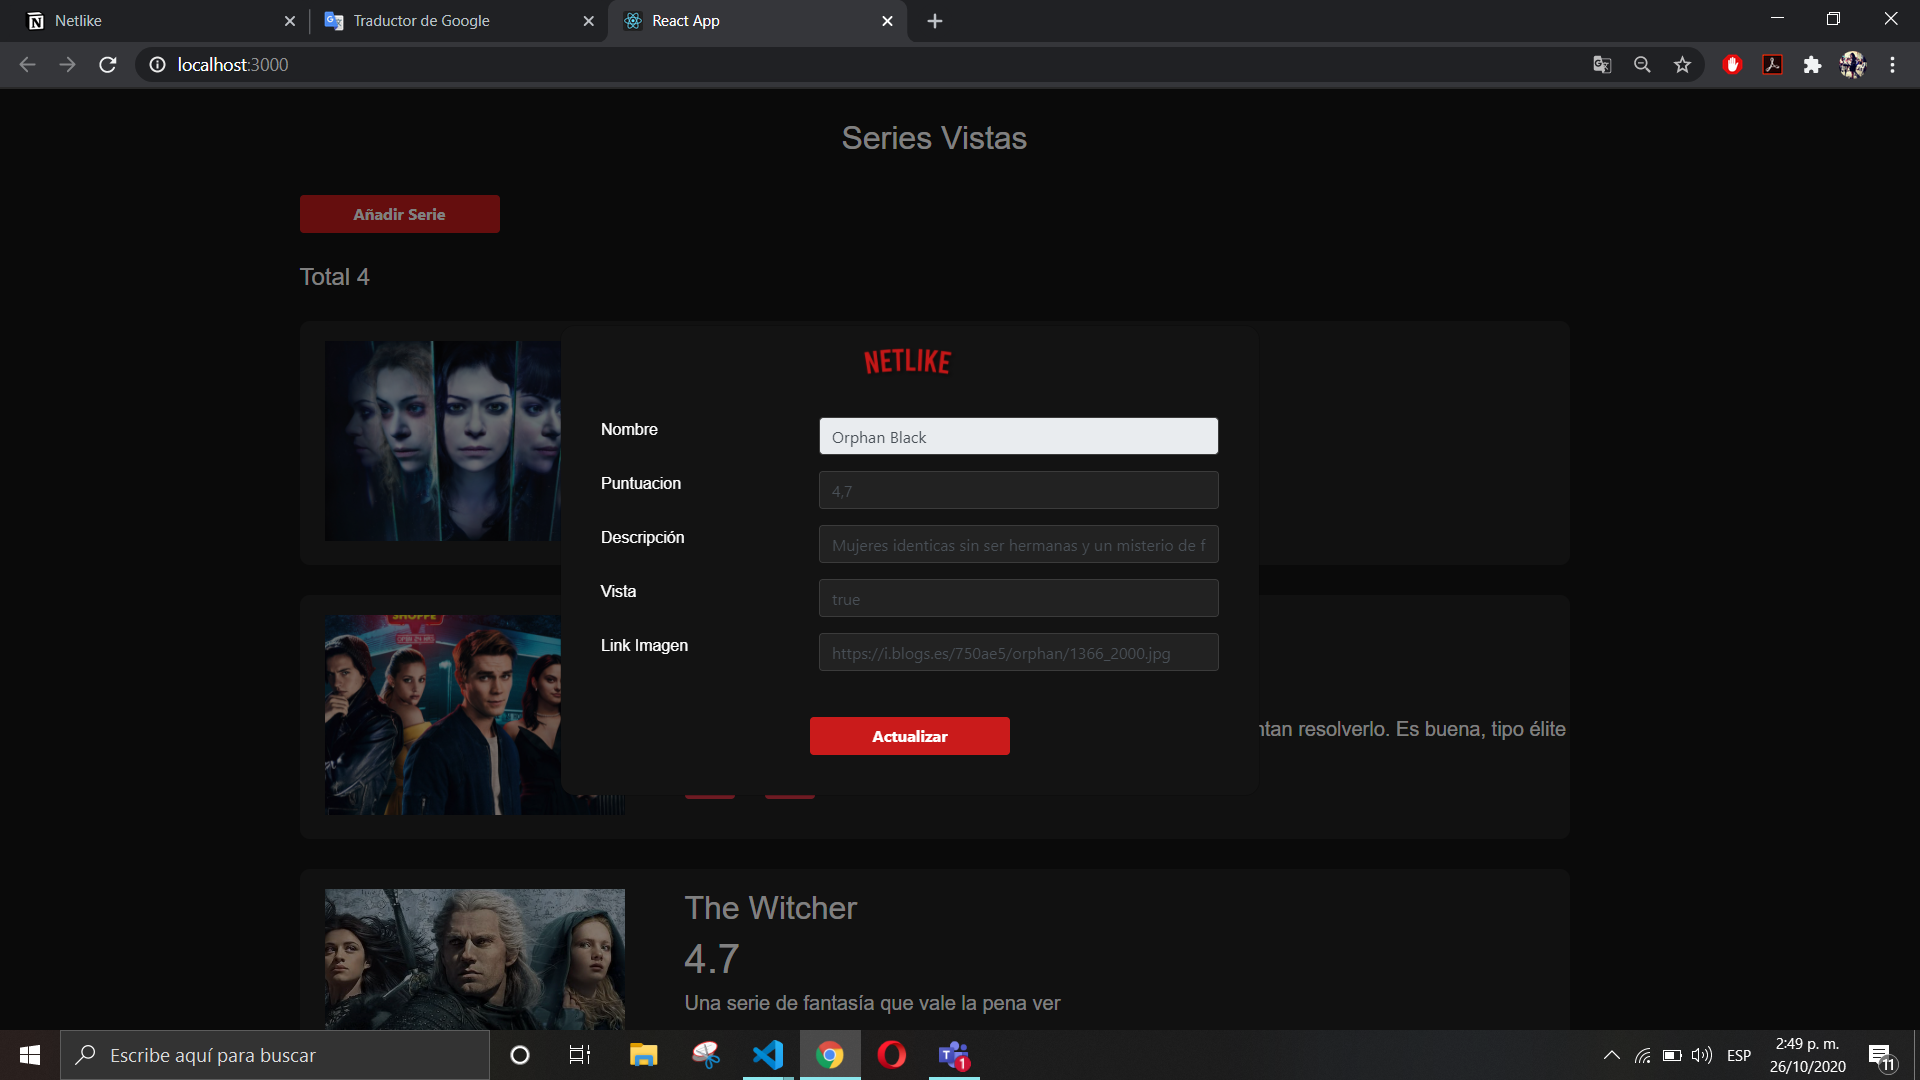 Netlike
Traductor de Google
React App
localhost:3000
Series Vistas
Añadir Serie
Total 4
NETLIKE
Nombre
Orphan Black
Puntuacion
4,7
Descripción
Mujeres identicas sin ser hermanas y un misterio de f
Vista
true
Link Imagen
https://i.blogs.es/750ae5/orphan/1366_2000.jpg
Actualizar
ntan resolverlo. Es buena, tipo élite
The Witcher
4.7
Una serie de fantasía que vale la pena ver
Escribe aquí para buscar
ESP
2:49 p. m.
26/10/2020
11
1